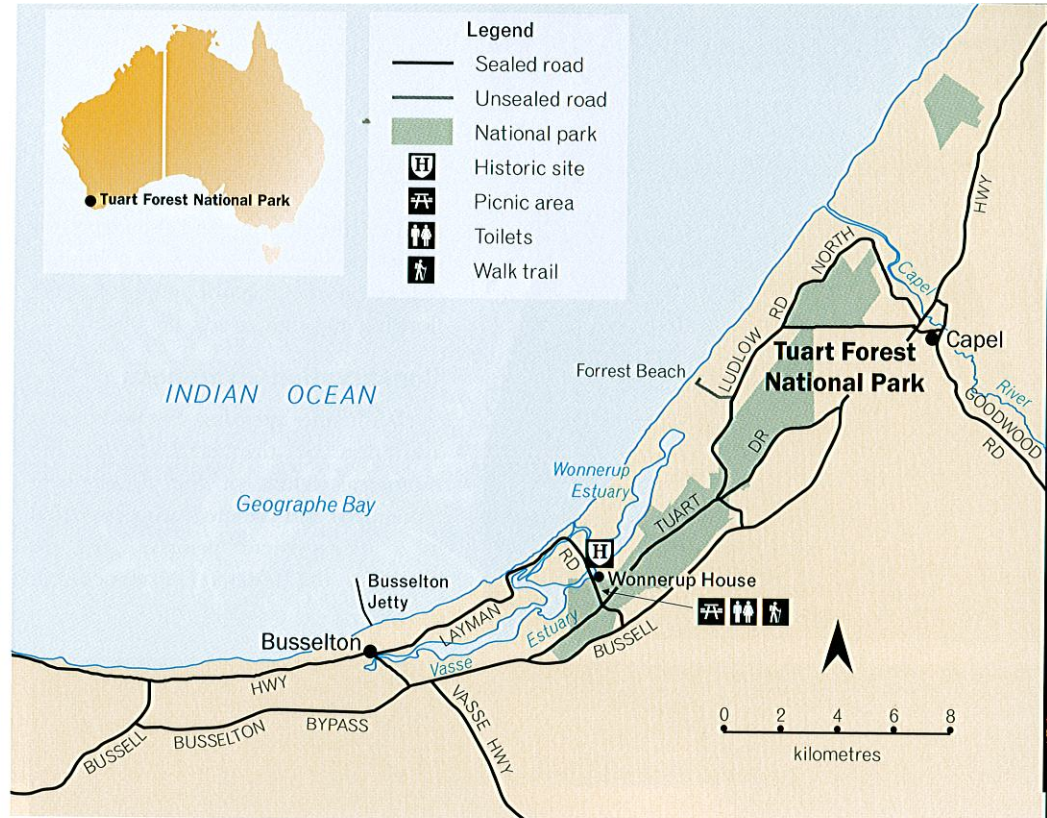 Legend
Sealed road
Unsealed road
National park
H
Historic site
Picnic area
Toilets
Walk trail
Tuart Forest National Park
HWY
NORTH
Capel
RD
LUDLOW
Capel
Tuart Forest
National Park
River
GOODWOOD
RD
Forrest Beach
INDIAN OCEAN
DR
Wonnerup
Estuary
Geographe Bay
TUART
H
RD
Wonnerup House
Busselton
Jetty
LAYMAN
Estuary
BUSSELL
Busselton
Vasse
HWY
VASSE HWY
BUSSELL
BUSSELTON
BYPASS
0 2 4 6 8
kilometres